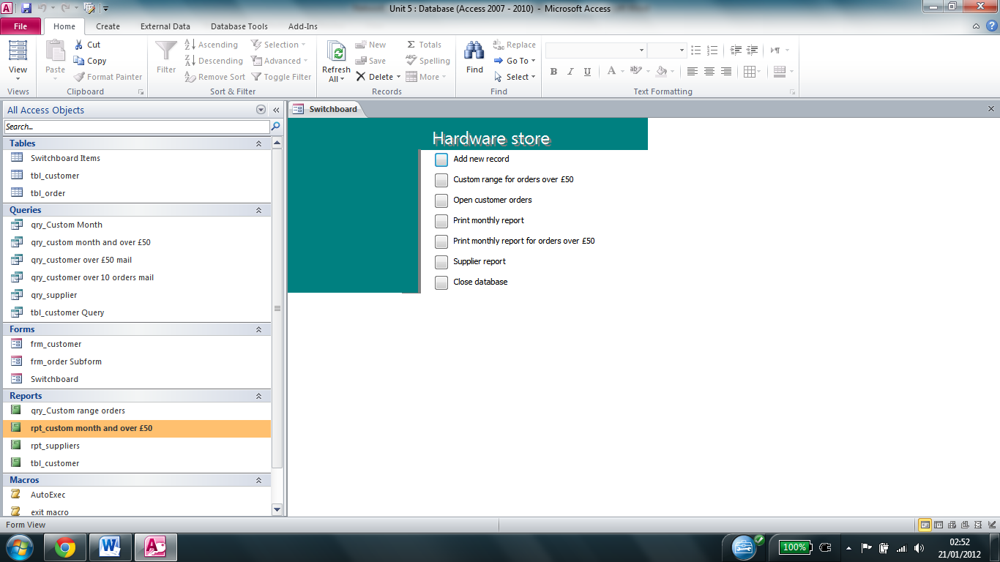 Unit 5 : Database (Access 2007 - 2010) - Microsoft Access
File Home Create External Data Database Tools Add-Ins
View
Views
Paste
Cut
Copy
Format Painter
Clipboard
Filter
Ascending
Descending
Remove Sort
Selection
Advanced
Toggle Filter
Sort & Filter
Refresh
All
New
Save
Delete
Totals
Spelling
More
Records
Find
Replace
Go To
Select
Find
B I U A
Text Formatting
All Access Objects
Search...
Tables
Switchboard Items
tbl_customer
tbl_order
Queries
qry_Custom Month
qry_custom month and over £50
qry_customer over £50 mail
qry_customer over 10 orders mail
qry_supplier
tbl_customer Query
Forms
frm_customer
frm_order Subform
Switchboard
Reports
qry_Custom range orders
rpt_custom month and over £50
rpt_suppliers
tbl_customer
Macros
AutoExec
exit macro
Switchboard
Hardware store
Add new record
Custom range for orders over £50
Open customer orders
Print monthly report
Print monthly report for orders over £50
Supplier report
Close database
Form View
100%
02:52
21/01/2012